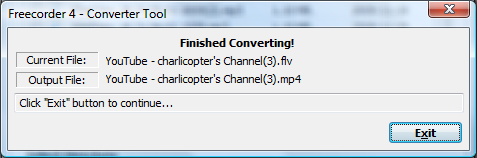 Freecorder 4 - Converter Tool
Finished Converting!
Current File: YouTube - charlicopter's Channel(3).flv
Output File: YouTube - charlicopter's Channel(3).mp4
Click "Exit" button to continue...
Exit